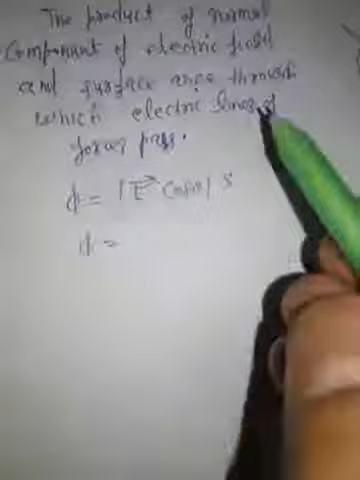 The product of normal
component of electric field
and surface area through
which electric lines of
force pass.
ϕ = |E⃗ Cosθ| S
ϕ =